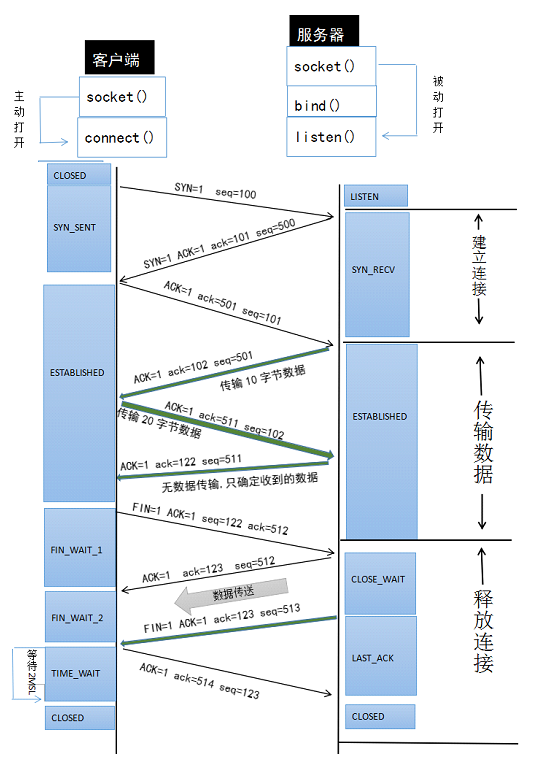 服务器
客户端
socket()
bind()
listen()
被动打开
socket()
connect()
主动打开
CLOSED
SYN_SENT
SYN=1 seq=100
LISTEN
SYN=1 ACK=1 ack=101 seq=500
SYN_RECV
建立连接
ACK=1 ack=501 seq=101
ESTABLISHED
ACK=1 ack=102 seq=501
传输 10 字节数据
ESTABLISHED
ACK=1 ack=511 seq=102
传输 20 字节数据
传输数据
ACK=1 ack=122 seq=511
无数据传输,只确定收到的数据
FIN=1 ACK=1 seq=122 ack=512
FIN_WAIT_1
ACK=1 ack=123 seq=512
CLOSE_WAIT
数据传送
FIN_WAIT_2
释放连接
FIN=1 ACK=1 ack=123 seq=513
LAST_ACK
等待2MSL
TIME_WAIT
ACK=1 ack=514 seq=123
CLOSED
CLOSED